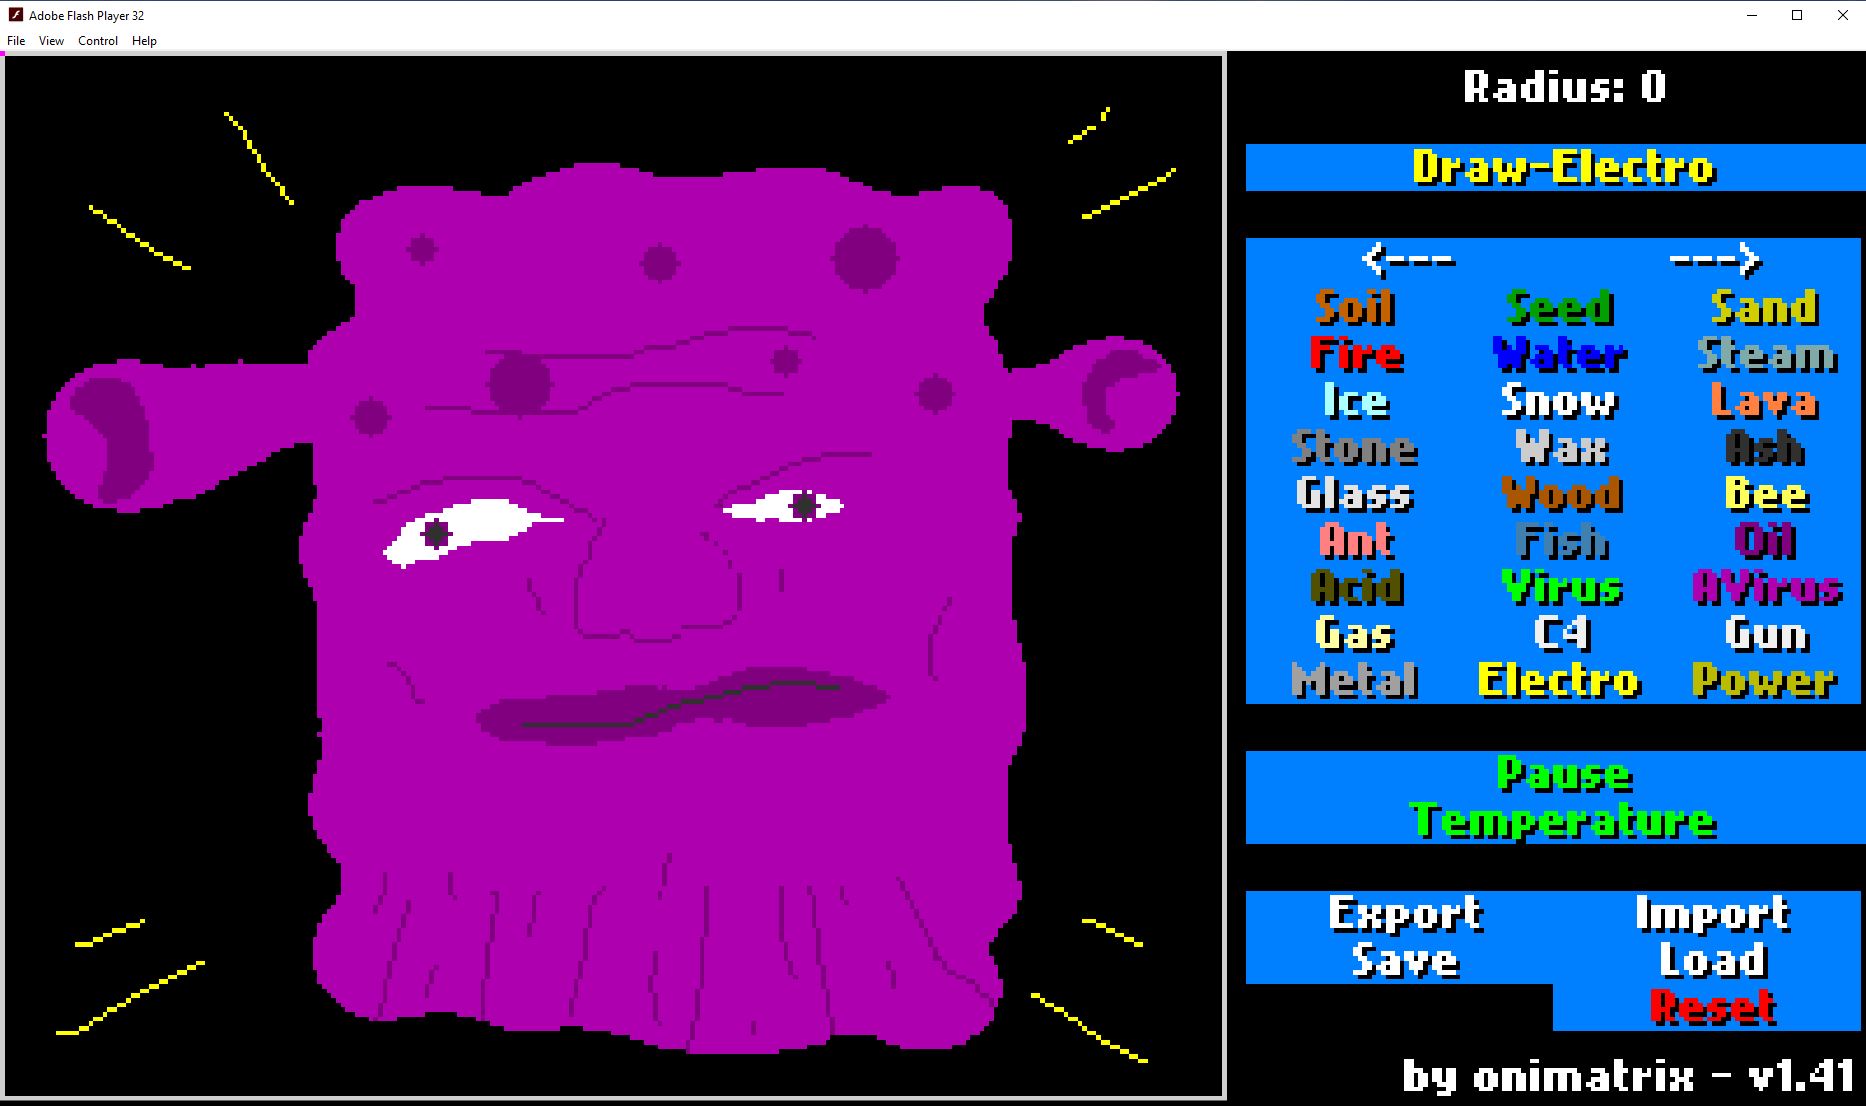 Adobe Flash Player 32
File View Control Help
Radius: 0
Draw-Electro
<--- --->
Soil Seed Sand
Fire Water Steam
Ice Snow Lava
Stone Wax Ash
Glass Wood Bee
Ant Fish Oil
Acid Virus AVirus
Gas C4 Gun
Metal Electro Power
Pause
Temperature
Export Import
Save Load
Reset
by onimatrix - v1.41